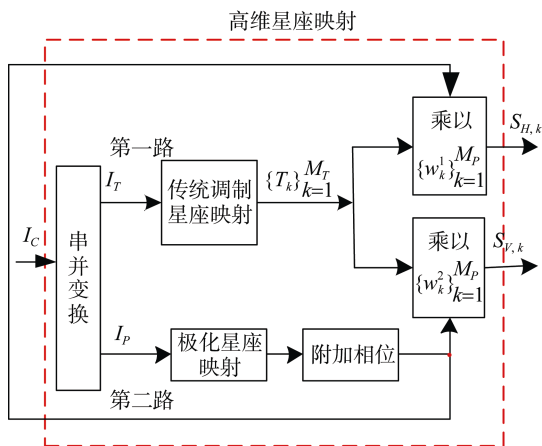 高维星座映射
第一路
I_C
串并变换
I_T
传统调制
星座映射
{T_k}_{k=1}^{M_T}
乘以
{w_k^1}_{k=1}^{M_P}
S_{H,k}
乘以
{w_k^2}_{k=1}^{M_P}
S_{V,k}
I_P
极化星座
映射
附加相位
第二路